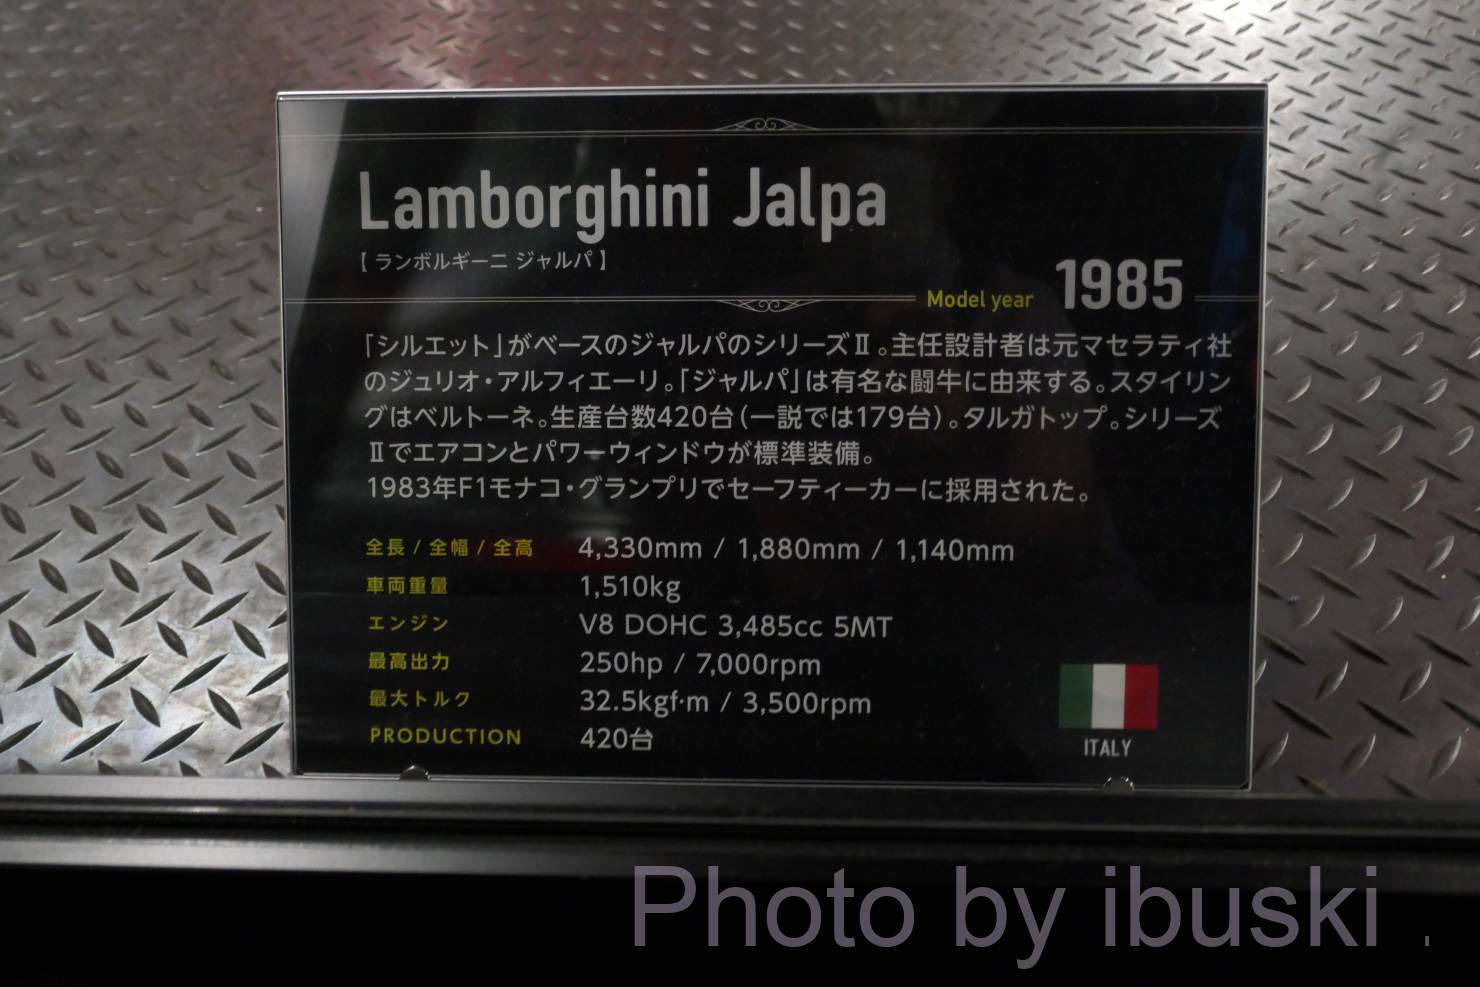 Lamborghini Jalpa
【 ランボルギーニ ジャルパ 】
Model year 1985
「シルエット」がベースのジャルパのシリーズⅡ。主任設計者は元マセラティ社
のジュリオ・アルフィエーリ。「ジャルパ」は有名な闘牛に由来する。スタイリン
グはベルトーネ。生産台数420台（一説では179台）。タルガトップ。シリーズ
Ⅱでエアコンとパワーウィンドウが標準装備。
1983年F1モナコ・グランプリでセーフティーカーに採用された。
全長 / 全幅 / 全高 4,330mm / 1,880mm / 1,140mm
車両重量 1,510kg
エンジン V8 DOHC 3,485cc 5MT
最高出力 250hp / 7,000rpm
最大トルク 32.5kgf·m / 3,500rpm
PRODUCTION 420台
ITALY
Photo by ibuski .